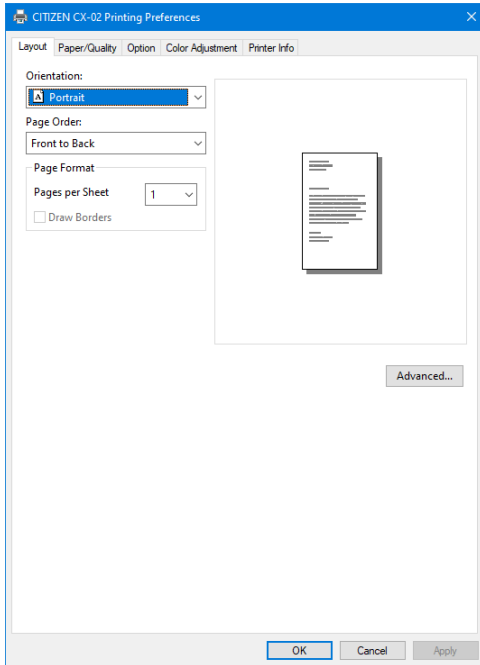 CITIZEN CX-02 Printing Preferences
Layout Paper/Quality Option Color Adjustment Printer Info
Orientation:
A Portrait
Page Order:
Front to Back
Page Format
Pages per Sheet 1
Draw Borders
Advanced...
OK Cancel Apply